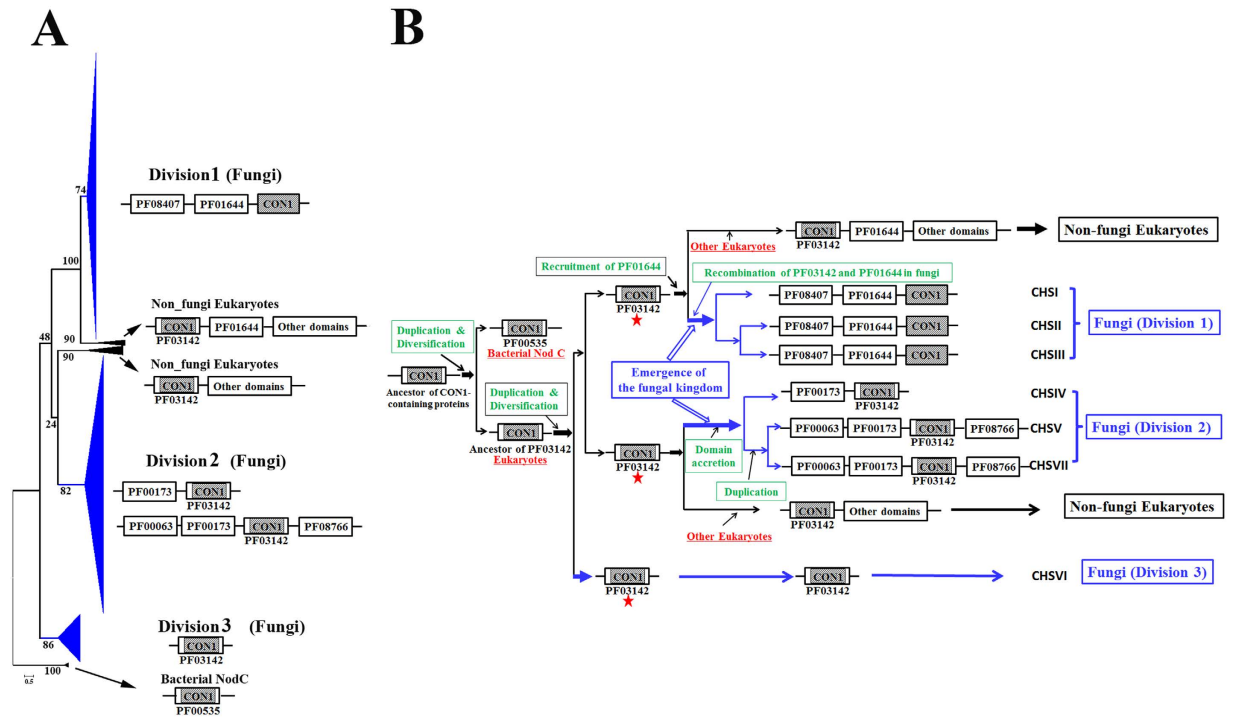 A
Division1 (Fungi)
PF08407 PF01644 CON1
74
100
Non_fungi Eukaryotes
CON1 PF01644 Other domains
PF03142
90
48
90
Non_fungi Eukaryotes
CON1 Other domains
PF03142
24
Division2 (Fungi)
82
PF00173 CON1
PF03142
PF00063 PF00173 CON1 PF08766
PF03142
Division3 (Fungi)
86
CON1
PF03142
100
0.5
Bacterial NodC
CON1
PF00535
B
CON1 PF01644 Other domains
PF03142
Non-fungi Eukaryotes
Other Eukaryotes
Recruitment of PF01644
Recombination of PF03142 and PF01644 in fungi
CON1
PF03142
PF08407 PF01644 CON1
CHSI
PF08407 PF01644 CON1
CHSII
Fungi (Division 1)
PF08407 PF01644 CON1
CHSIII
Duplication &
Diversification
CON1
PF00535
Bacterial Nod C
CON1
Ancestor of CON1-
containing proteins
Duplication &
Diversification
CON1
Ancestor of PF03142
Eukaryotes
Emergence of
the fungal kingdom
PF00173 CON1
PF03142
CHSIV
PF00063 PF00173 CON1 PF08766
PF03142
CHSV
Fungi (Division 2)
PF00063 PF00173 CON1 PF08766
PF03142
CHSVII
CON1
PF03142
Domain
accretion
Duplication
Other Eukaryotes
CON1 Other domains
PF03142
Non-fungi Eukaryotes
CON1
PF03142
CON1
PF03142
CHSVI
Fungi (Division 3)